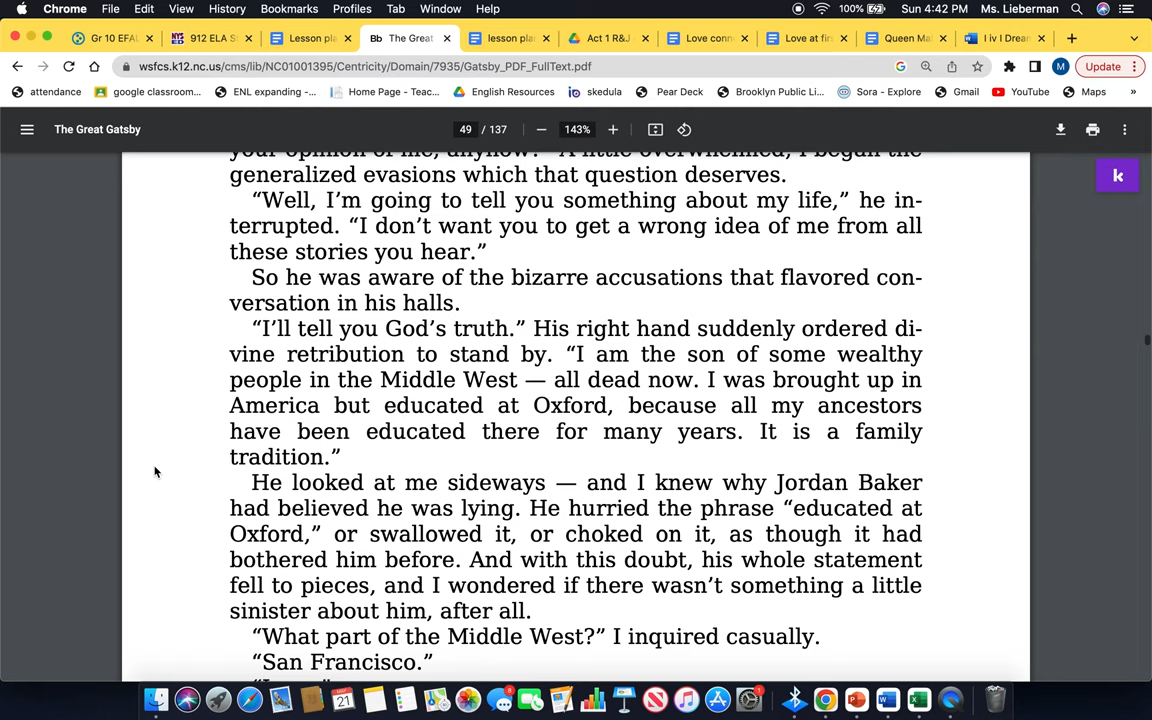 Chrome File Edit View History Bookmarks Profiles Tab Window Help 100% Sun 4:42 PM Ms. Lieberman
Gr 10 EFAL 912 ELA S Lesson pla Bb The Great lesson pla Act 1 R&J Love conn Love at firs Queen Mab I iv I Dream
wsfcs.k12.nc.us/cms/lib/NC01001395/Centricity/Domain/7935/Gatsby_PDF_FullText.pdf M Update
attendance google classroom... ENL expanding -... Home Page - Teac... English Resources skedula Pear Deck Brooklyn Public Li... Sora - Explore Gmail YouTube Maps »
The Great Gatsby 49 / 137 — 143% +
k
your opinion of me, anyhow?” A little overwhelmed, I began the
generalized evasions which that question deserves.
“Well, I’m going to tell you something about my life,” he in-
terrupted. “I don’t want you to get a wrong idea of me from all
these stories you hear.”
So he was aware of the bizarre accusations that flavored con-
versation in his halls.
“I’ll tell you God’s truth.” His right hand suddenly ordered di-
vine retribution to stand by. “I am the son of some wealthy
people in the Middle West — all dead now. I was brought up in
America but educated at Oxford, because all my ancestors
have been educated there for many years. It is a family
tradition.”
He looked at me sideways — and I knew why Jordan Baker
had believed he was lying. He hurried the phrase “educated at
Oxford,” or swallowed it, or choked on it, as though it had
bothered him before. And with this doubt, his whole statement
fell to pieces, and I wondered if there wasn’t something a little
sinister about him, after all.
“What part of the Middle West?” I inquired casually.
“San Francisco.”